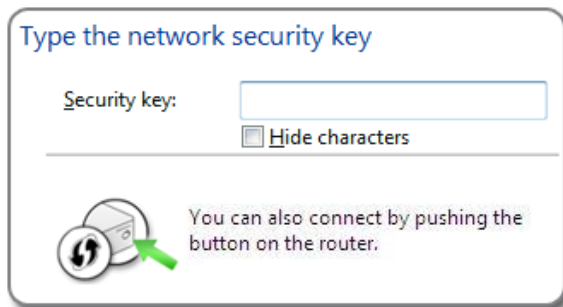 Type the network security key
Security key:
Hide characters
You can also connect by pushing the
button on the router.